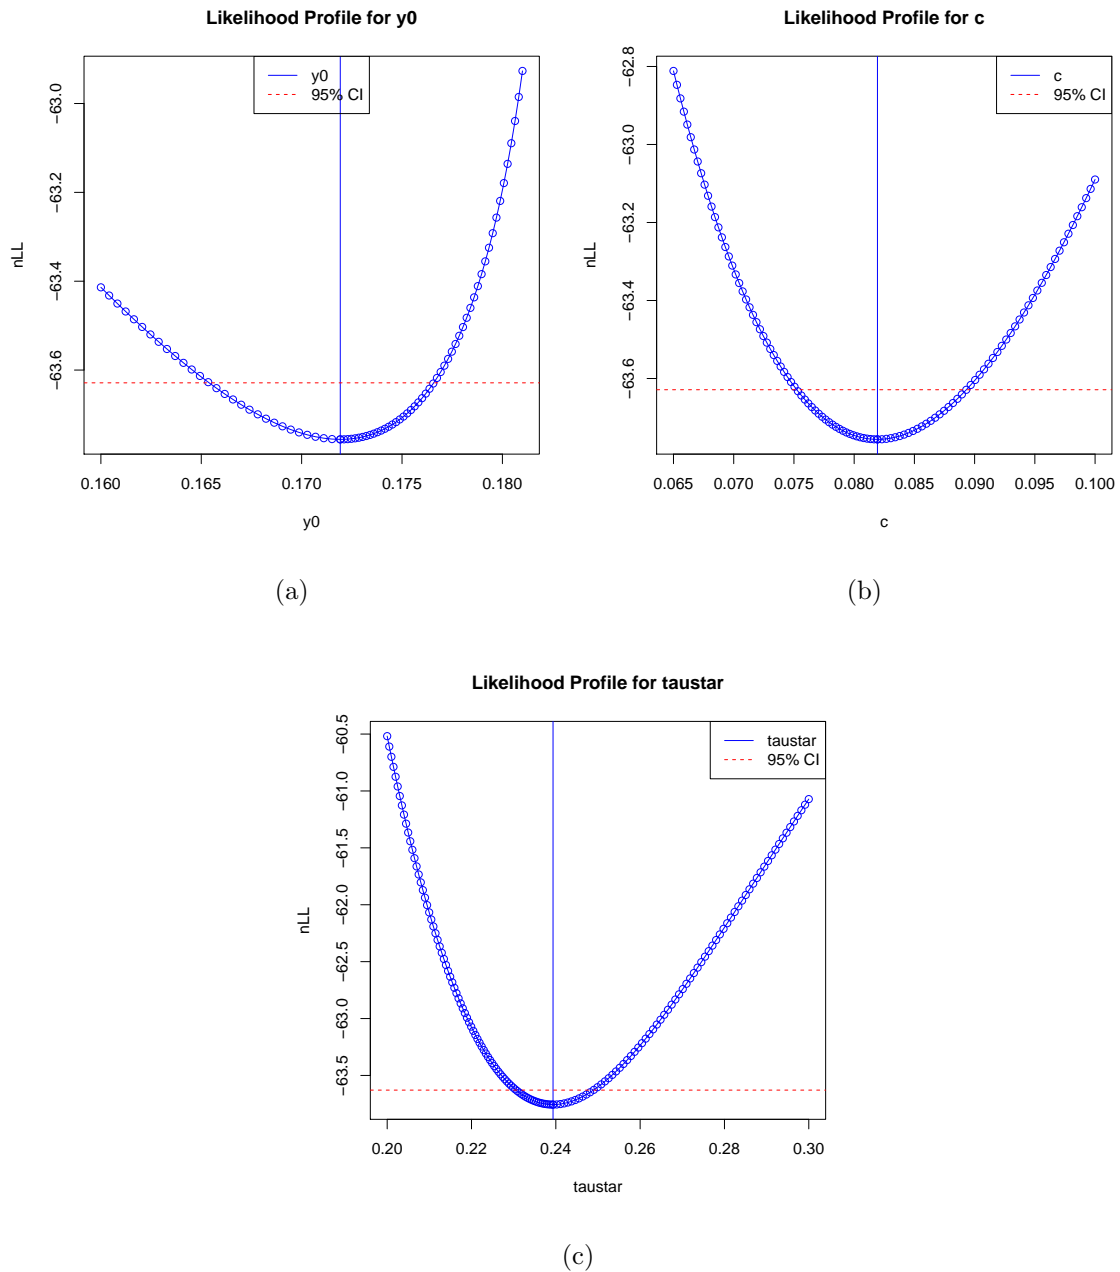 Likelihood Profile for y0
y0
95% CI
nLL
−63.0
−63.2
−63.4
−63.6
0.160
0.165
0.170
0.175
0.180
y0
(a)
Likelihood Profile for c
c
95% CI
nLL
−62.8
−63.0
−63.2
−63.4
−63.6
0.065
0.070
0.075
0.080
0.085
0.090
0.095
0.100
c
(b)
Likelihood Profile for taustar
taustar
95% CI
nLL
−60.5
−61.0
−61.5
−62.0
−62.5
−63.0
−63.5
0.20
0.22
0.24
0.26
0.28
0.30
taustar
(c)